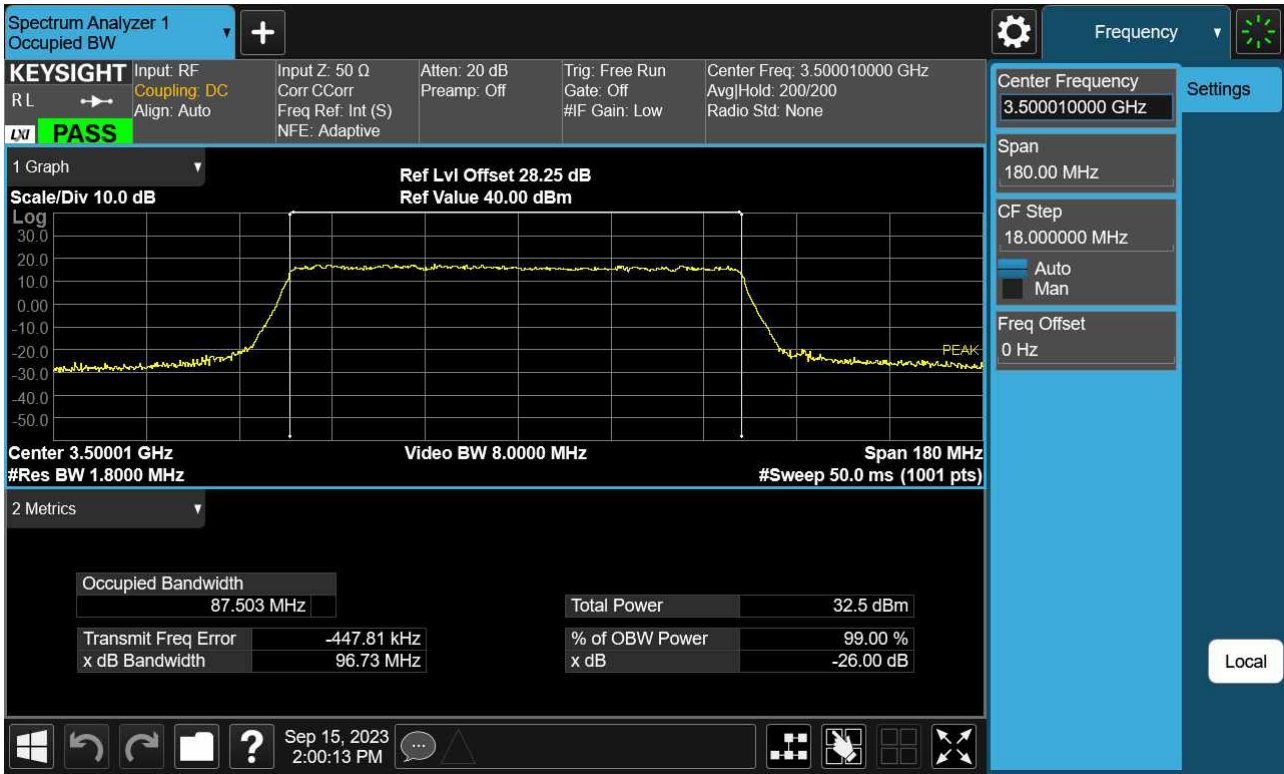 Spectrum Analyzer 1
Occupied BW
+
Frequency
KEYSIGHT
R L
LXI
PASS
Input: RF
Coupling: DC
Align: Auto
Input Z: 50 Ω
Corr CCorr
Freq Ref: Int (S)
NFE: Adaptive
Atten: 20 dB
Preamp: Off
Trig: Free Run
Gate: Off
#IF Gain: Low
Center Freq: 3.500010000 GHz
Avg|Hold: 200/200
Radio Std: None
Center Frequency
3.500010000 GHz
Settings
Span
180.00 MHz
CF Step
18.000000 MHz
Auto
Man
Freq Offset
0 Hz
Local
1 Graph
Scale/Div 10.0 dB
Ref Lvl Offset 28.25 dB
Ref Value 40.00 dBm
Log
30.0
20.0
10.0
0.00
-10.0
-20.0
-30.0
-40.0
-50.0
PEAK
Center 3.50001 GHz
#Res BW 1.8000 MHz
Video BW 8.0000 MHz
Span 180 MHz
#Sweep 50.0 ms (1001 pts)
2 Metrics
Occupied Bandwidth
87.503 MHz
Transmit Freq Error -447.81 kHz
x dB Bandwidth 96.73 MHz
Total Power 32.5 dBm
% of OBW Power 99.00 %
x dB -26.00 dB
?
Sep 15, 2023
2:00:13 PM